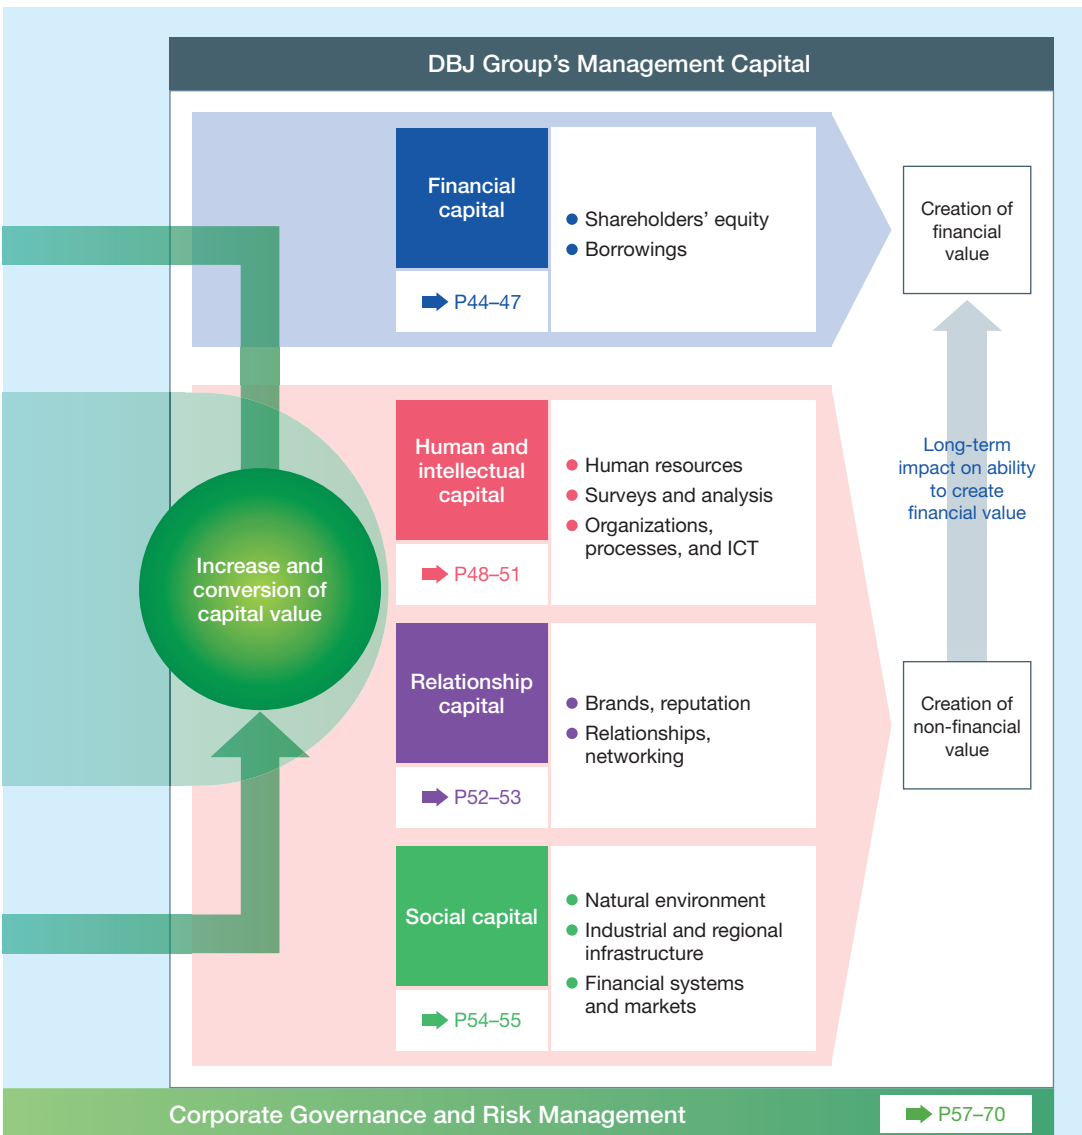 DBJ Group’s Management Capital
Financial
capital
P44–47
● Shareholders’ equity
● Borrowings
Creation of
financial
value
Human and
intellectual
capital
P48–51
● Human resources
● Surveys and analysis
● Organizations,
processes, and ICT
Long-term
impact on ability
to create
financial value
Increase and
conversion of
capital value
Relationship
capital
P52–53
● Brands, reputation
● Relationships,
networking
Creation of
non-financial
value
Social capital
P54–55
● Natural environment
● Industrial and regional
infrastructure
● Financial systems
and markets
Corporate Governance and Risk Management
P57–70